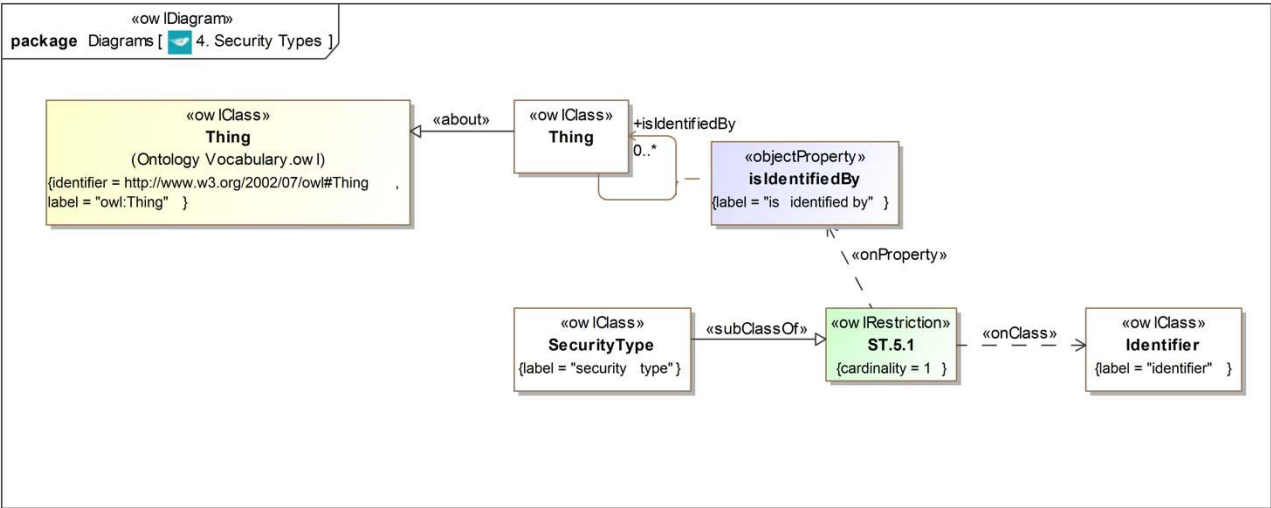 «owlDiagram»
package Diagrams [ 4. Security Types ]
«owlClass»
Thing
(Ontology Vocabulary.owl)
{identifier = http://www.w3.org/2002/07/owl#Thing ,
label = "owl:Thing" }
«about»
«owlClass»
Thing
+isIdentifiedBy
0..*
«objectProperty»
isIdentifiedBy
{label = "is identified by" }
«onProperty»
«owlClass»
SecurityType
{label = "security type"}
«subClassOf»
«owlRestriction»
ST.5.1
{cardinality = 1 }
«onClass»
«owlClass»
Identifier
{label = "identifier" }